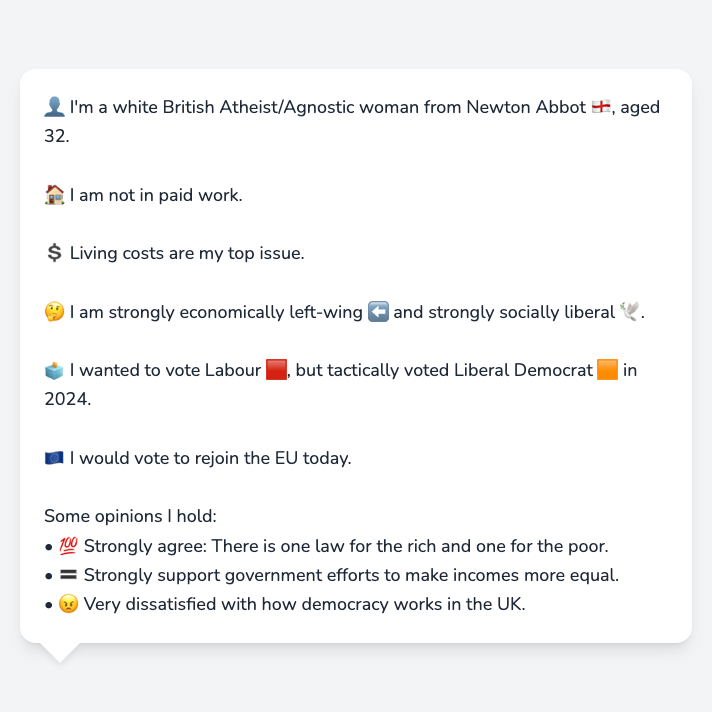 👤 I'm a white British Atheist/Agnostic woman from Newton Abbot 🏴󠁧󠁢󠁥󠁮󠁧󠁿, aged
32.
🏠 I am not in paid work.
💲 Living costs are my top issue.
🤔 I am strongly economically left-wing ⬅️ and strongly socially liberal 🕊️.
🗳️ I wanted to vote Labour 🟥, but tactically voted Liberal Democrat 🟧 in
2024.
🇪🇺 I would vote to rejoin the EU today.
Some opinions I hold:
• 💯 Strongly agree: There is one law for the rich and one for the poor.
• 🟰 Strongly support government efforts to make incomes more equal.
• 😠 Very dissatisfied with how democracy works in the UK.